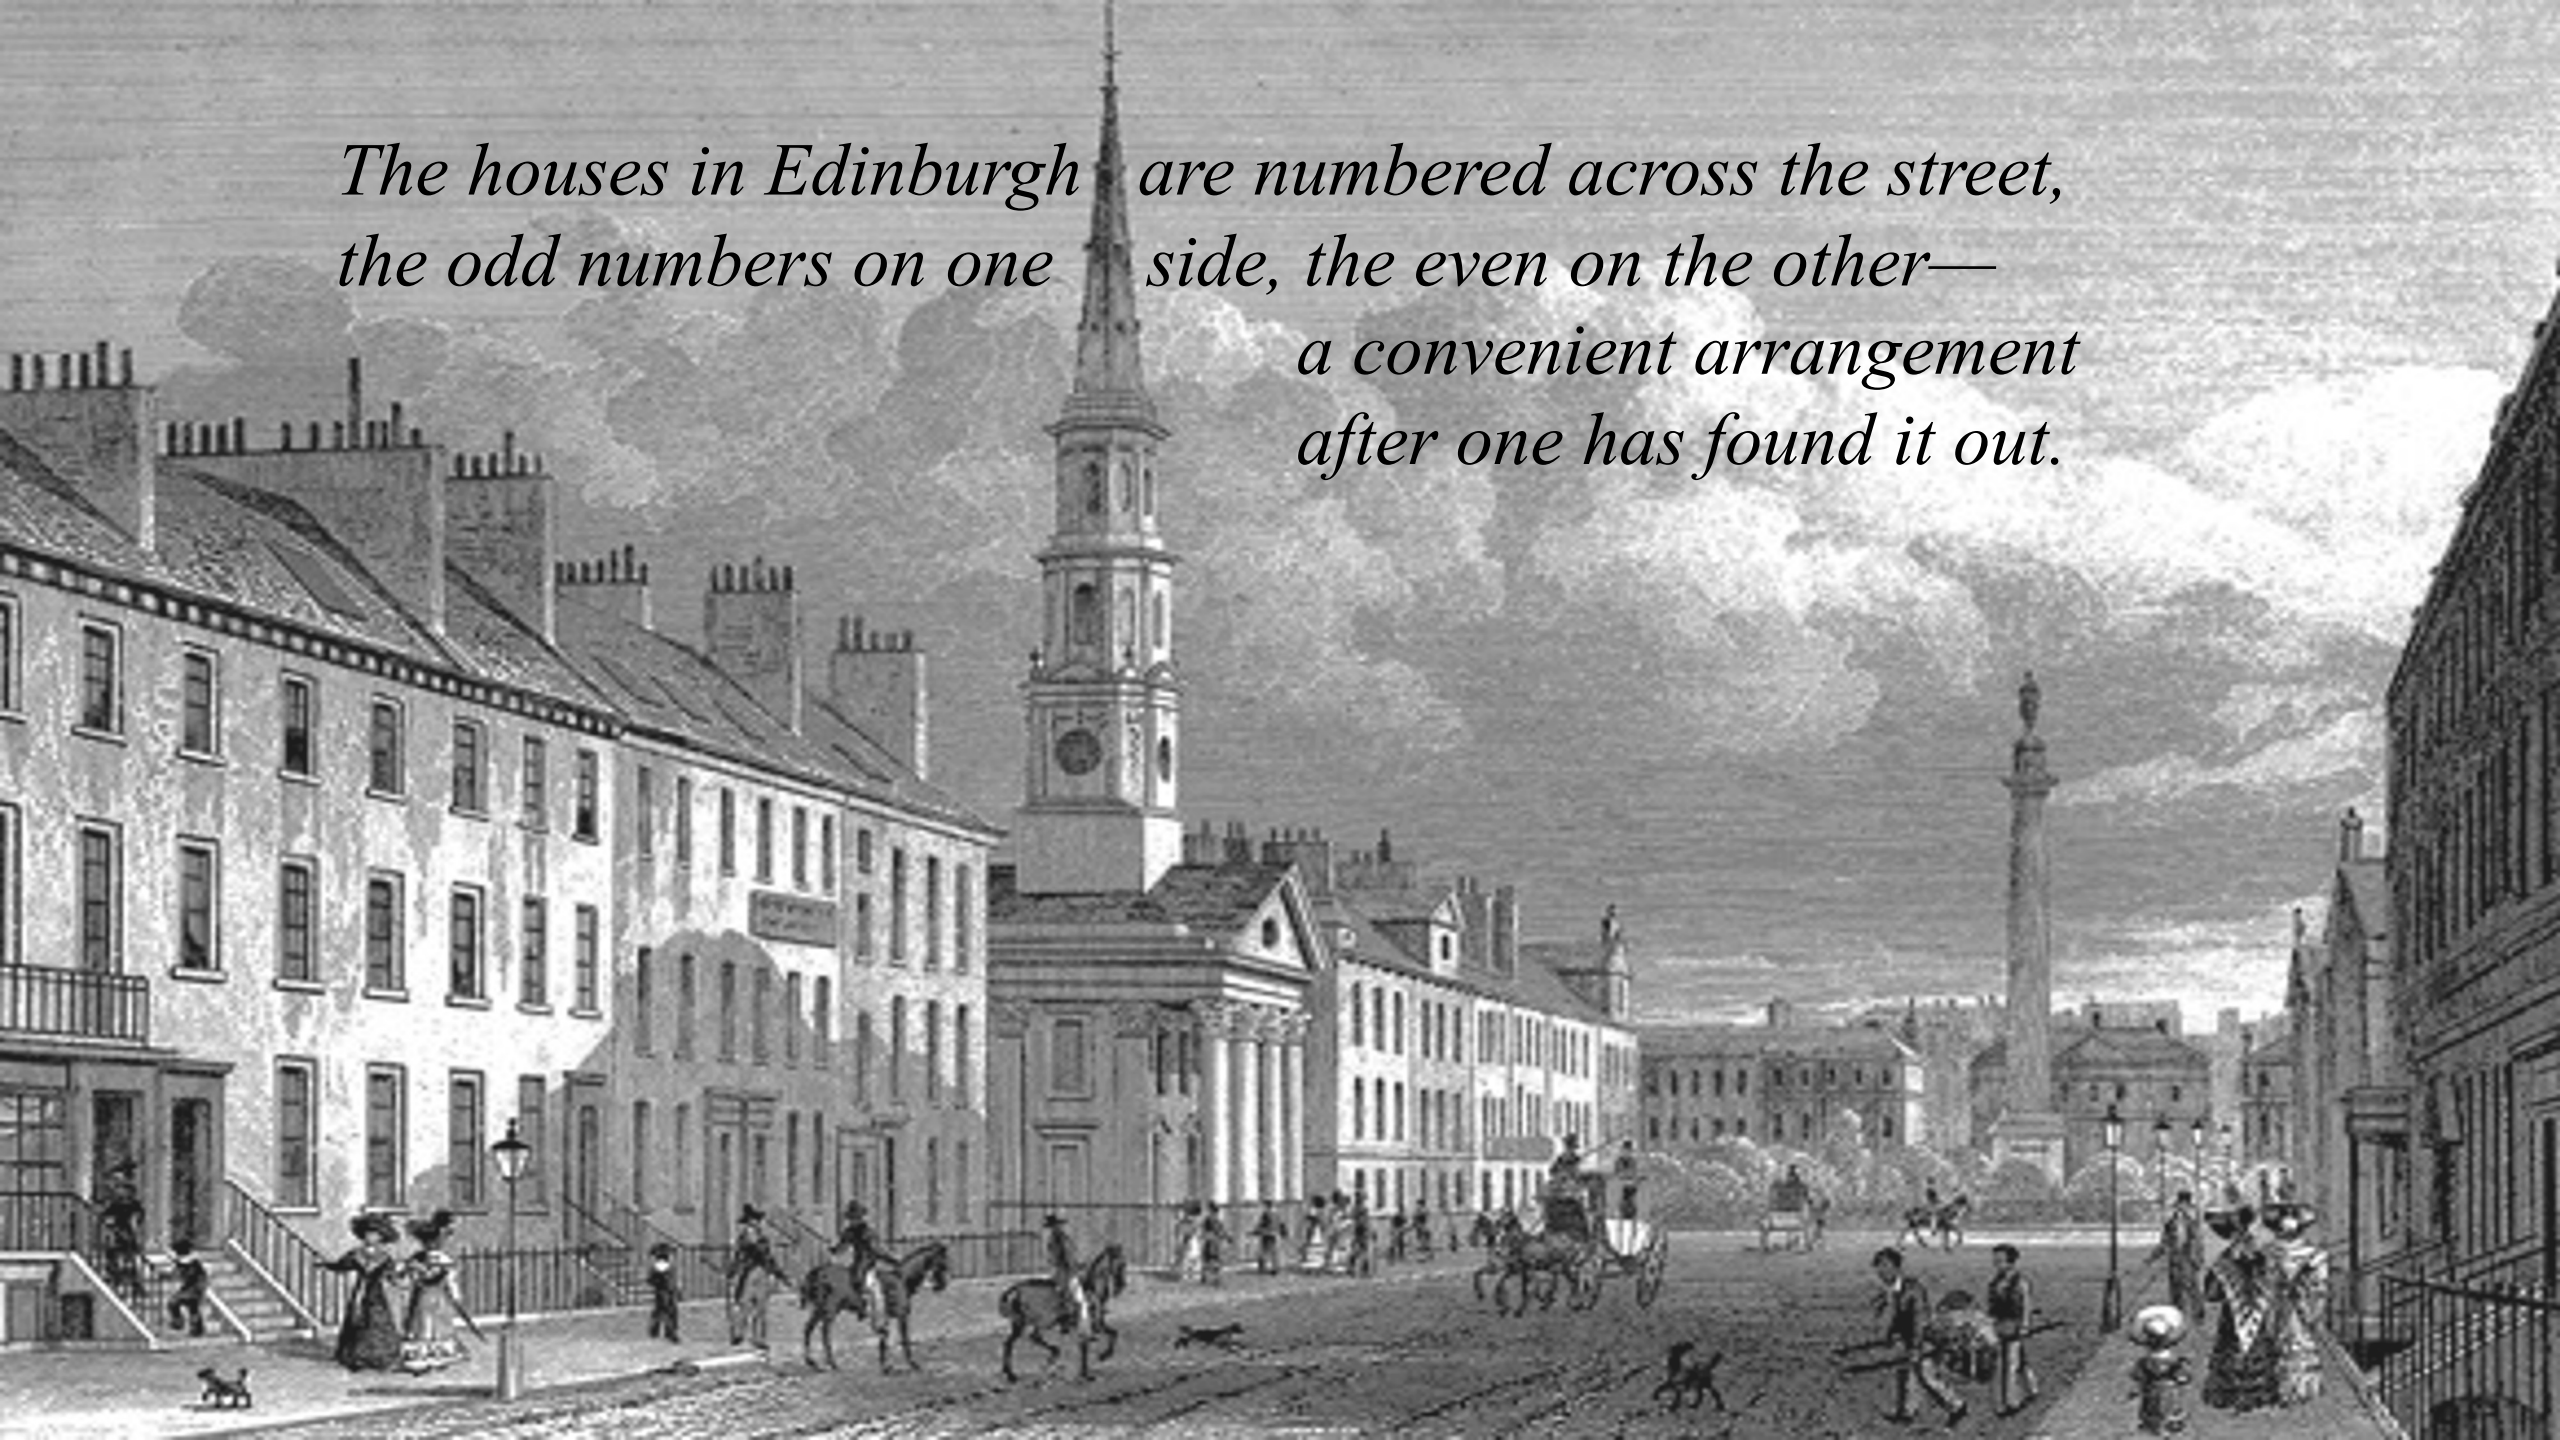 The houses in Edinburgh are numbered across the street,
the odd numbers on one side, the even on the other—
a convenient arrangement
after one has found it out.